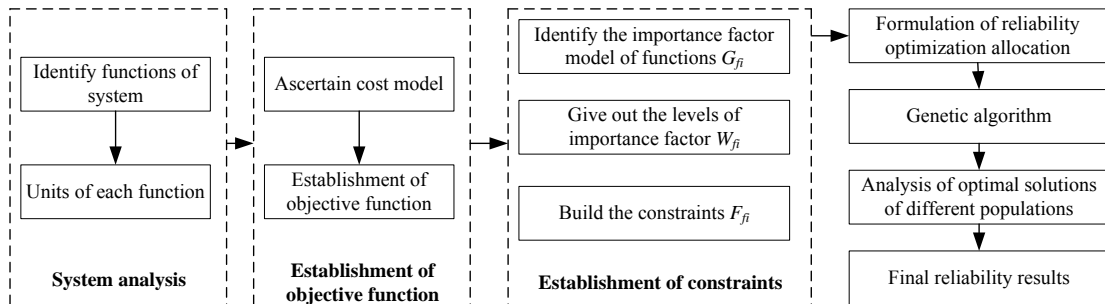 Identify functions of
system
Units of each function
System analysis
Ascertain cost model
Establishment of
objective function
Establishment of
objective function
Identify the importance factor
model of functions Gfi
Give out the levels of
importance factor Wfi
Build the constraints Ffi
Establishment of constraints
Formulation of reliability
optimization allocation
Genetic algorithm
Analysis of optimal solutions
of different populations
Final reliability results